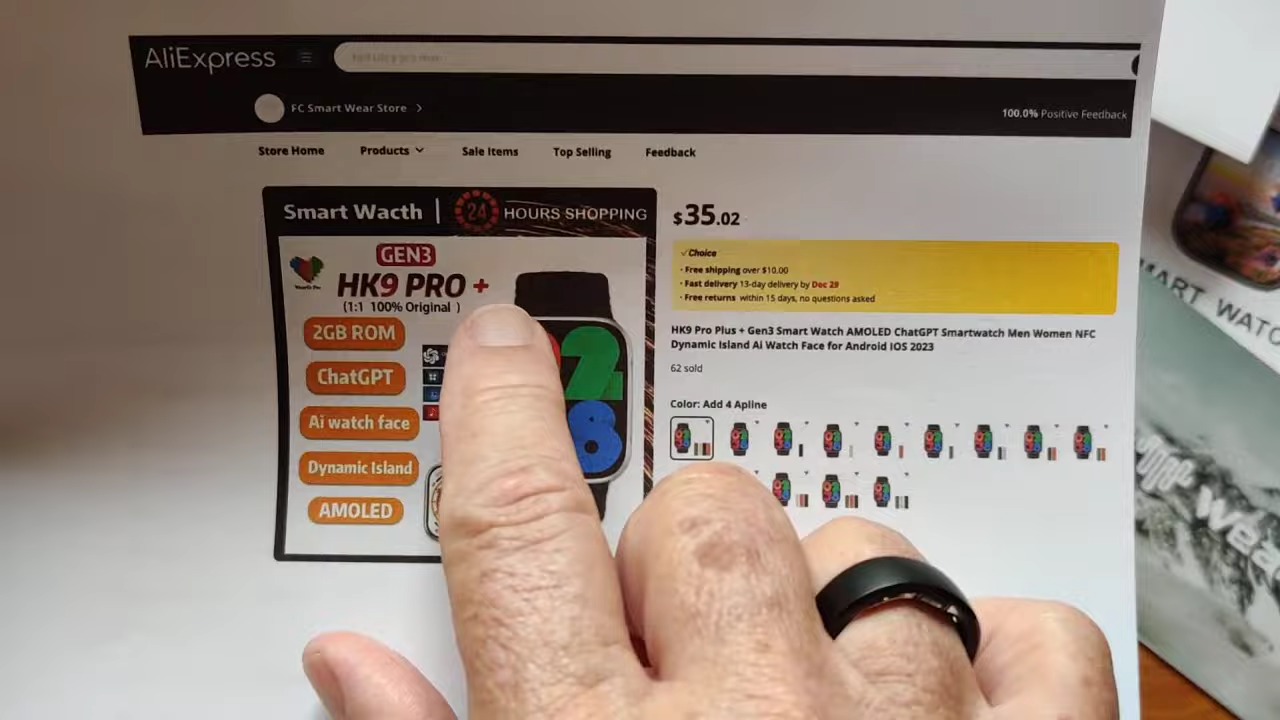 AliExpress
FC Smart Wear Store >
100.0% Positive Feedback
Store Home Products Sale Items Top Selling Feedback
Smart Wacth | 24 HOURS SHOPPING
GEN3
HK9 PRO +
(1:1 100% Original )
2GB ROM
ChatGPT
Ai watch face
Dynamic Island
AMOLED
$35.02
✓Choice
· Free shipping over $10.00
· Fast delivery 13-day delivery by Dec 29
· Free returns within 15 days, no questions asked
HK9 Pro Plus + Gen3 Smart Watch AMOLED ChatGPT Smartwatch Men Women NFC
Dynamic Island Ai Watch Face for Android IOS 2023
62 sold
Color: Add 4 Apline
SMART WATC
Wea